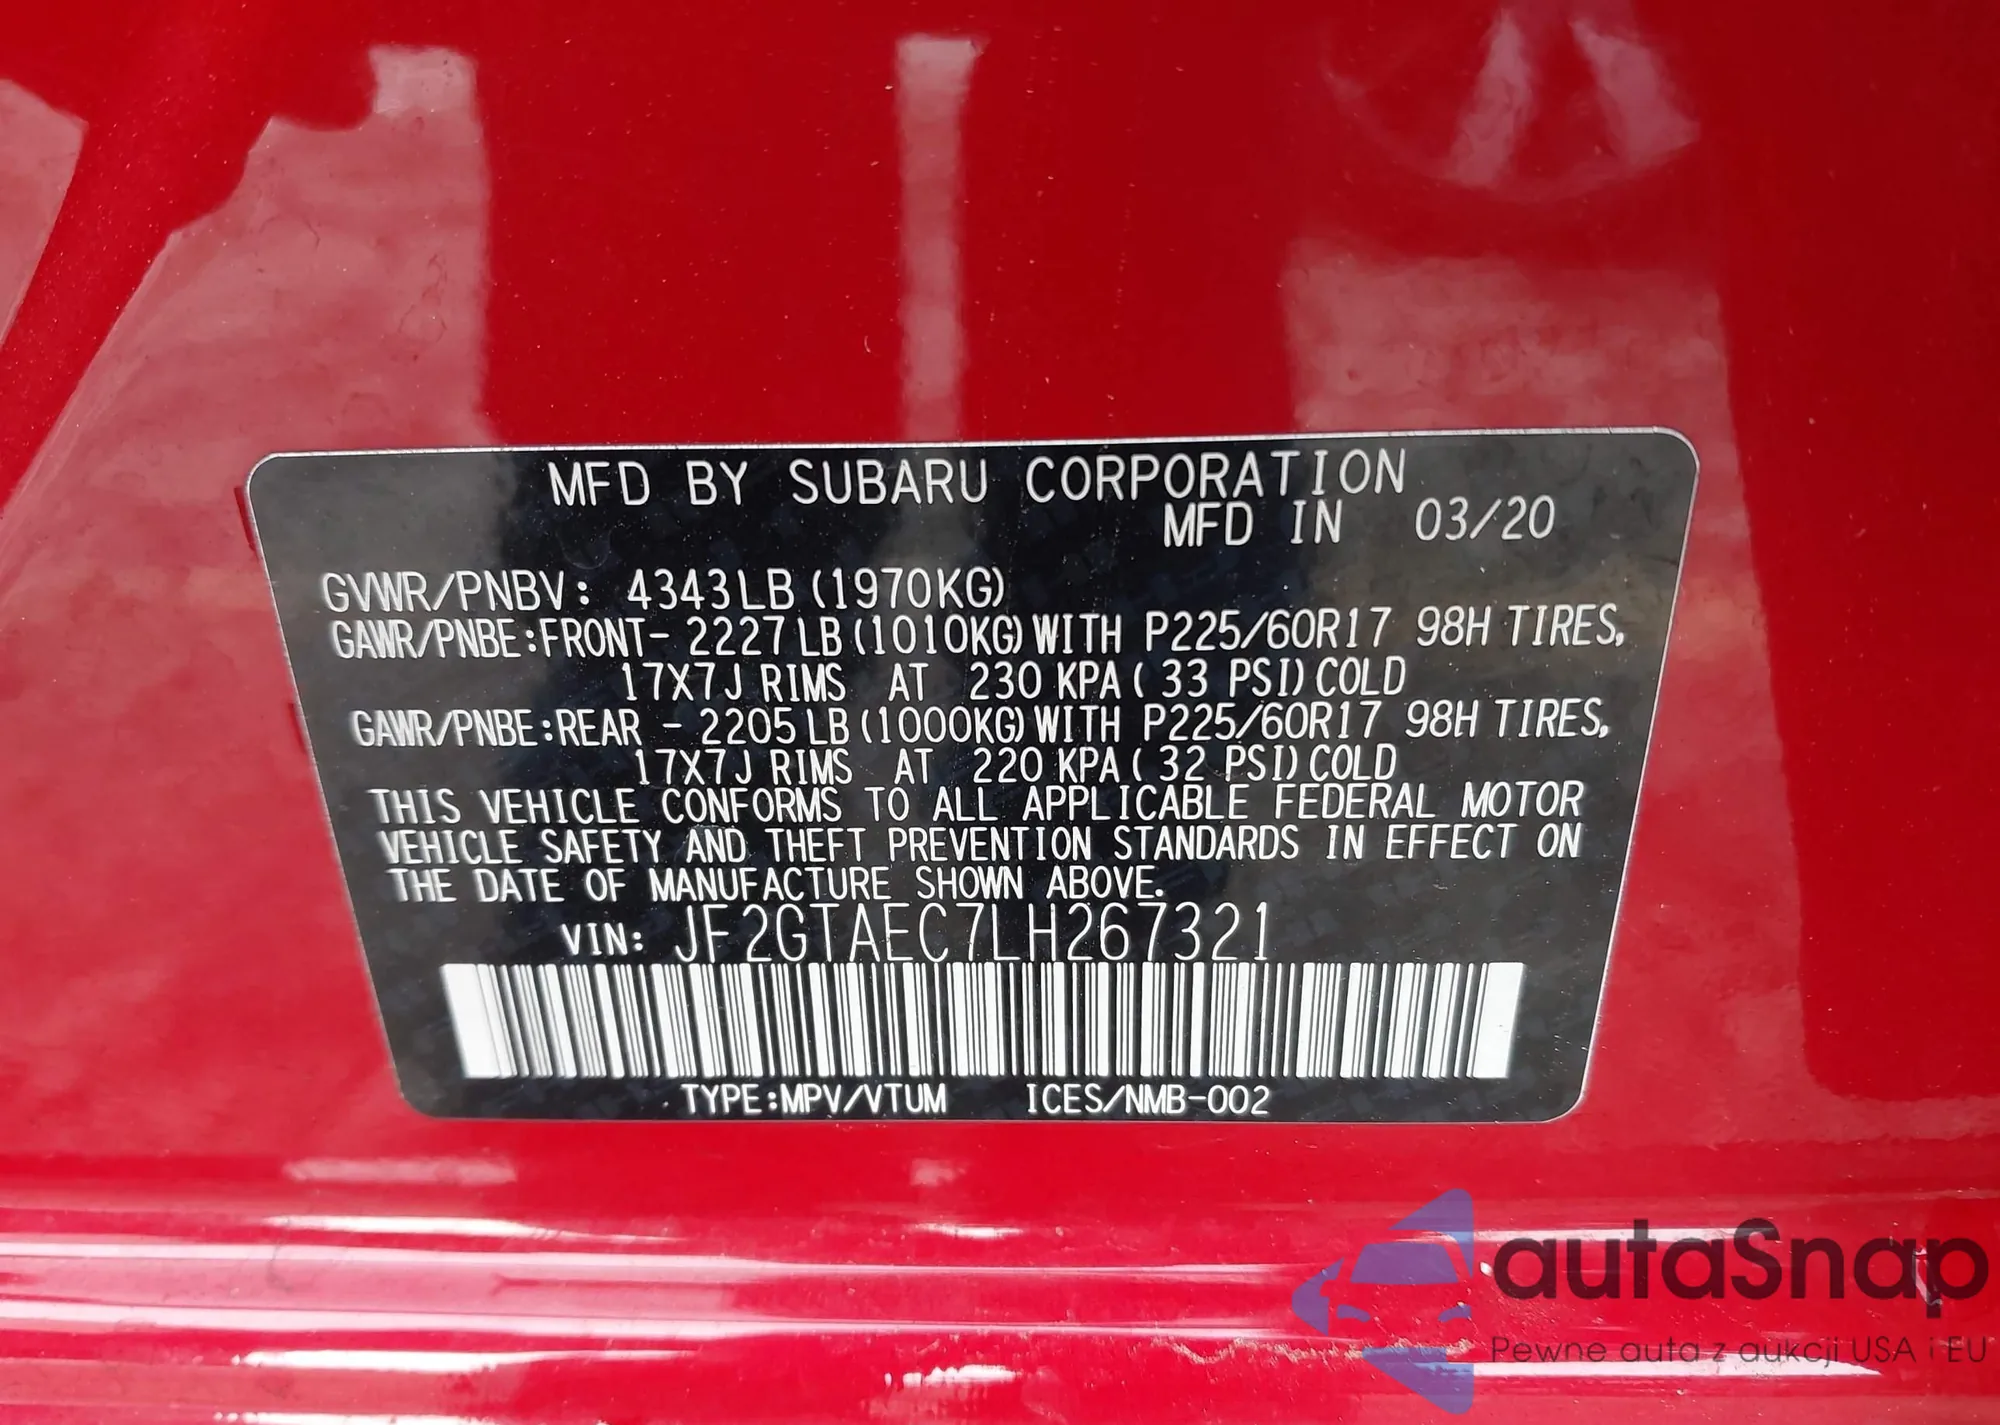 MFD BY SUBARU CORPORATION
MFD IN 03/20
GVWR/PNBV: 4343LB (1970KG)
GAWR/PNBE:FRONT- 2227LB (1010KG) WITH P225/60R17 98H TIRES,
17X7J RIMS AT 230 KPA ( 33 PSI) COLD
GAWR/PNBE:REAR - 2205LB (1000KG) WITH P225/60R17 98H TIRES,
17X7J RIMS AT 220 KPA ( 32 PSI) COLD
THIS VEHICLE CONFORMS TO ALL APPLICABLE FEDERAL MOTOR
VEHICLE SAFETY AND THEFT PREVENTION STANDARDS IN EFFECT ON
THE DATE OF MANUFACTURE SHOWN ABOVE.
VIN: JF2GTAEC7LH267321
TYPE:MPV/VTUM ICES/NMB-002
autaSnap
Pewne auta z aukcji USA i EU